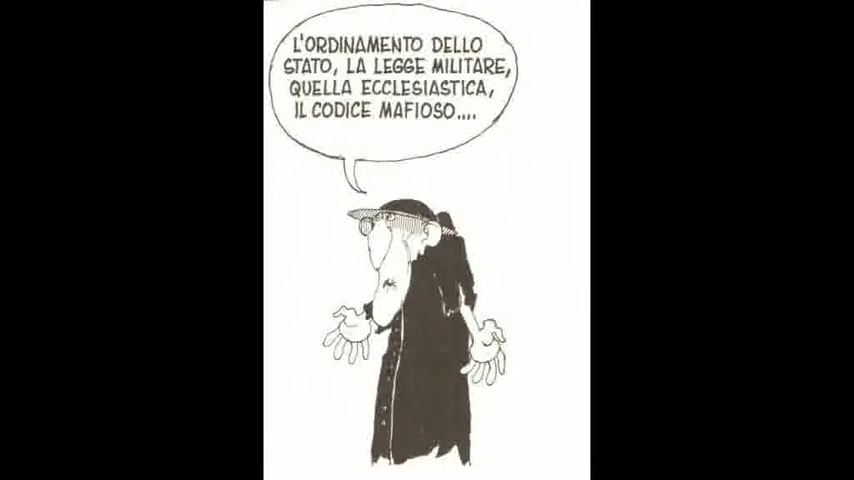 L'ORDINAMENTO DELLO
STATO, LA LEGGE MILITARE,
QUELLA ECCLESIASTICA,
IL CODICE MAFIOSO....